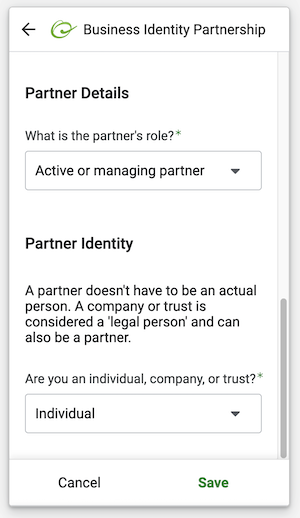 Business Identity Partnership
Partner Details
What is the partner's role?*
Active or managing partner
Partner Identity
A partner doesn't have to be an actual
person. A company or trust is
considered a 'legal person' and can
also be a partner.
Are you an individual, company, or trust?*
Individual
Cancel Save